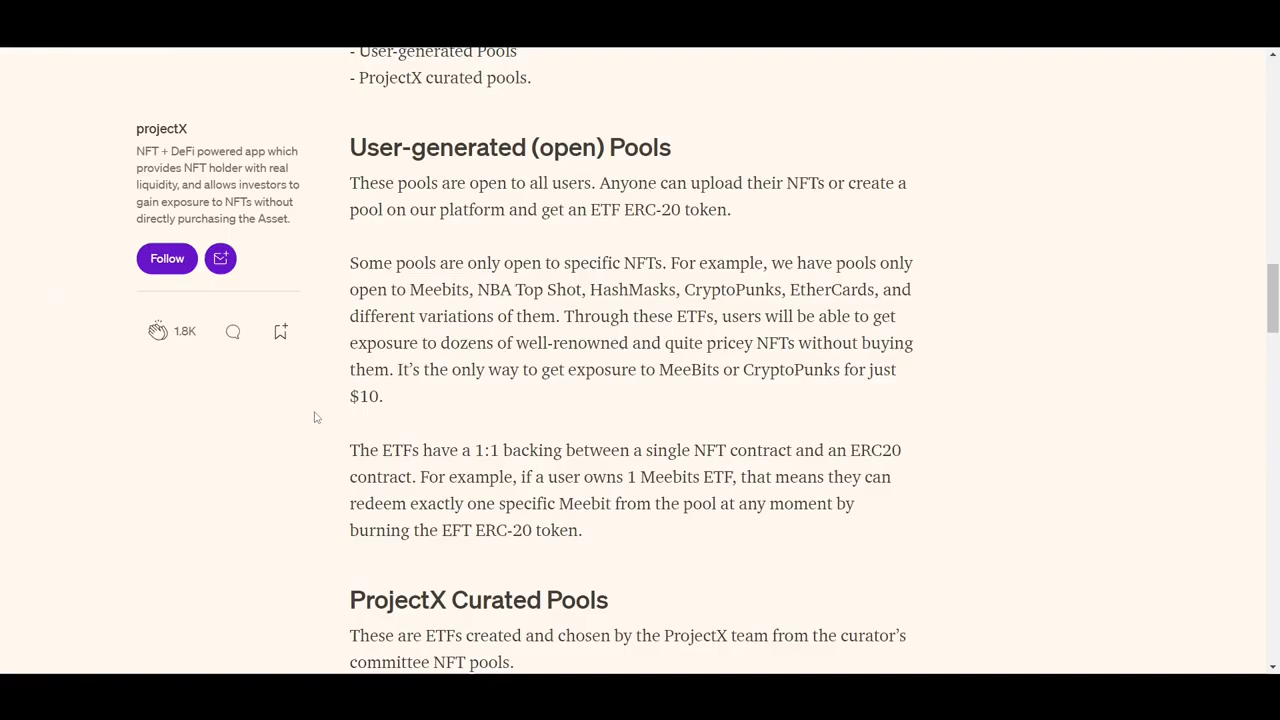 - User-generated Pools
- ProjectX curated pools.
projectX
NFT + DeFi powered app which
provides NFT holder with real
liquidity, and allows investors to
gain exposure to NFTs without
directly purchasing the Asset.
Follow
1.8K
User-generated (open) Pools
These pools are open to all users. Anyone can upload their NFTs or create a
pool on our platform and get an ETF ERC-20 token.
Some pools are only open to specific NFTs. For example, we have pools only
open to Meebits, NBA Top Shot, HashMasks, CryptoPunks, EtherCards, and
different variations of them. Through these ETFs, users will be able to get
exposure to dozens of well-renowned and quite pricey NFTs without buying
them. It’s the only way to get exposure to MeeBits or CryptoPunks for just
$10.
The ETFs have a 1:1 backing between a single NFT contract and an ERC20
contract. For example, if a user owns 1 Meebits ETF, that means they can
redeem exactly one specific Meebit from the pool at any moment by
burning the EFT ERC-20 token.
ProjectX Curated Pools
These are ETFs created and chosen by the ProjectX team from the curator’s
committee NFT pools.